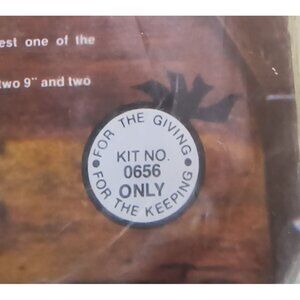 est one of the
two 9" and two
• FOR THE GIVING •
KIT NO.
0656
ONLY
FOR THE KEEPING